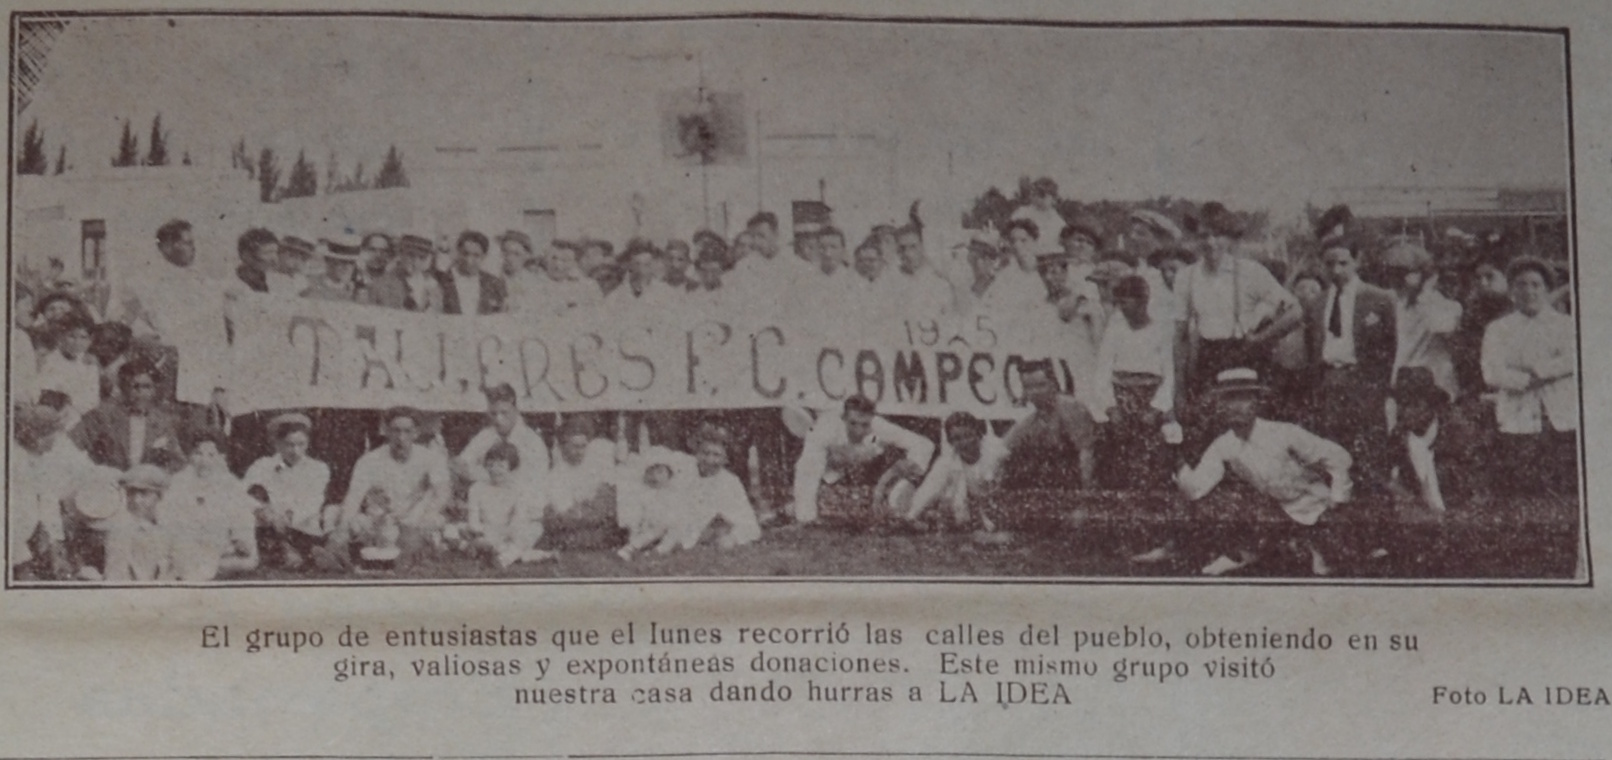 TALLERES F. C. CAMPEON
1925
El grupo de entusiastas que el lunes recorrió las calles del pueblo, obteniendo en su
gira, valiosas y expontáneas donaciones. Este mismo grupo visitó
nuestra casa dando hurras a LA IDEA
Foto LA IDEA